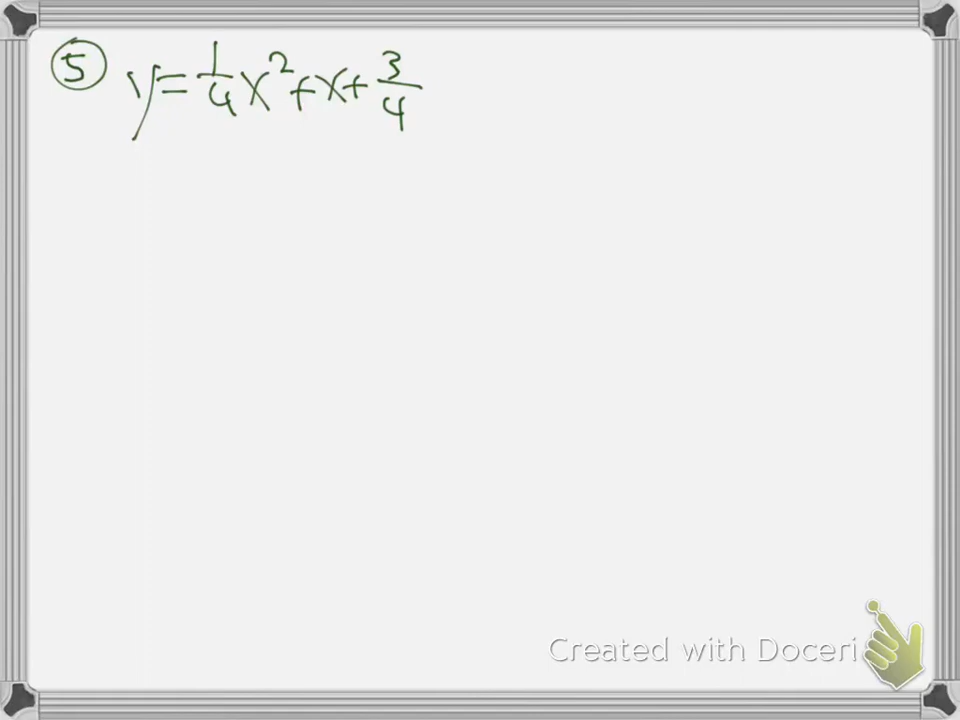 ⑤ y = 1/4 x² + x + 3/4
Created with Doceri